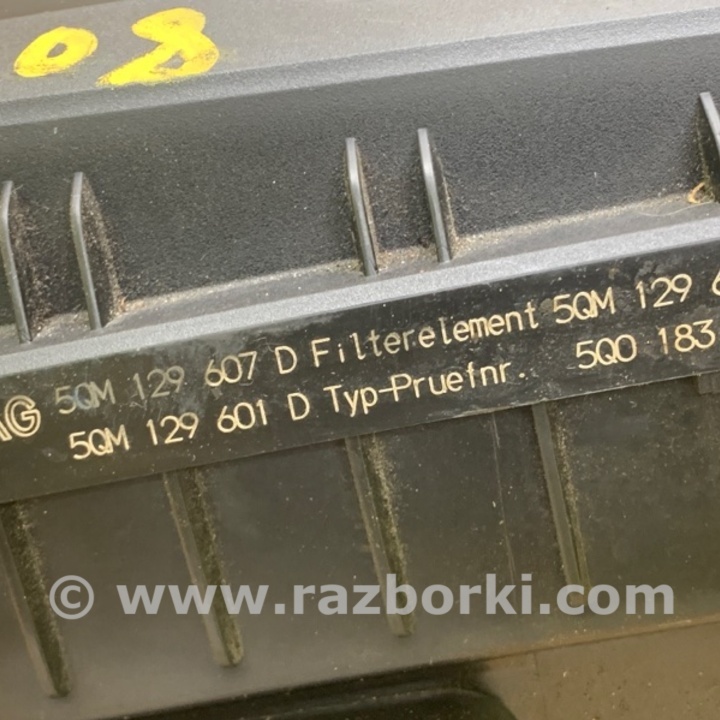 08
5QM 129 607 D Filterelement 5QM 129
5QM 129 601 D Typ-Pruefnr. 5Q0 183
© www.razborki.com